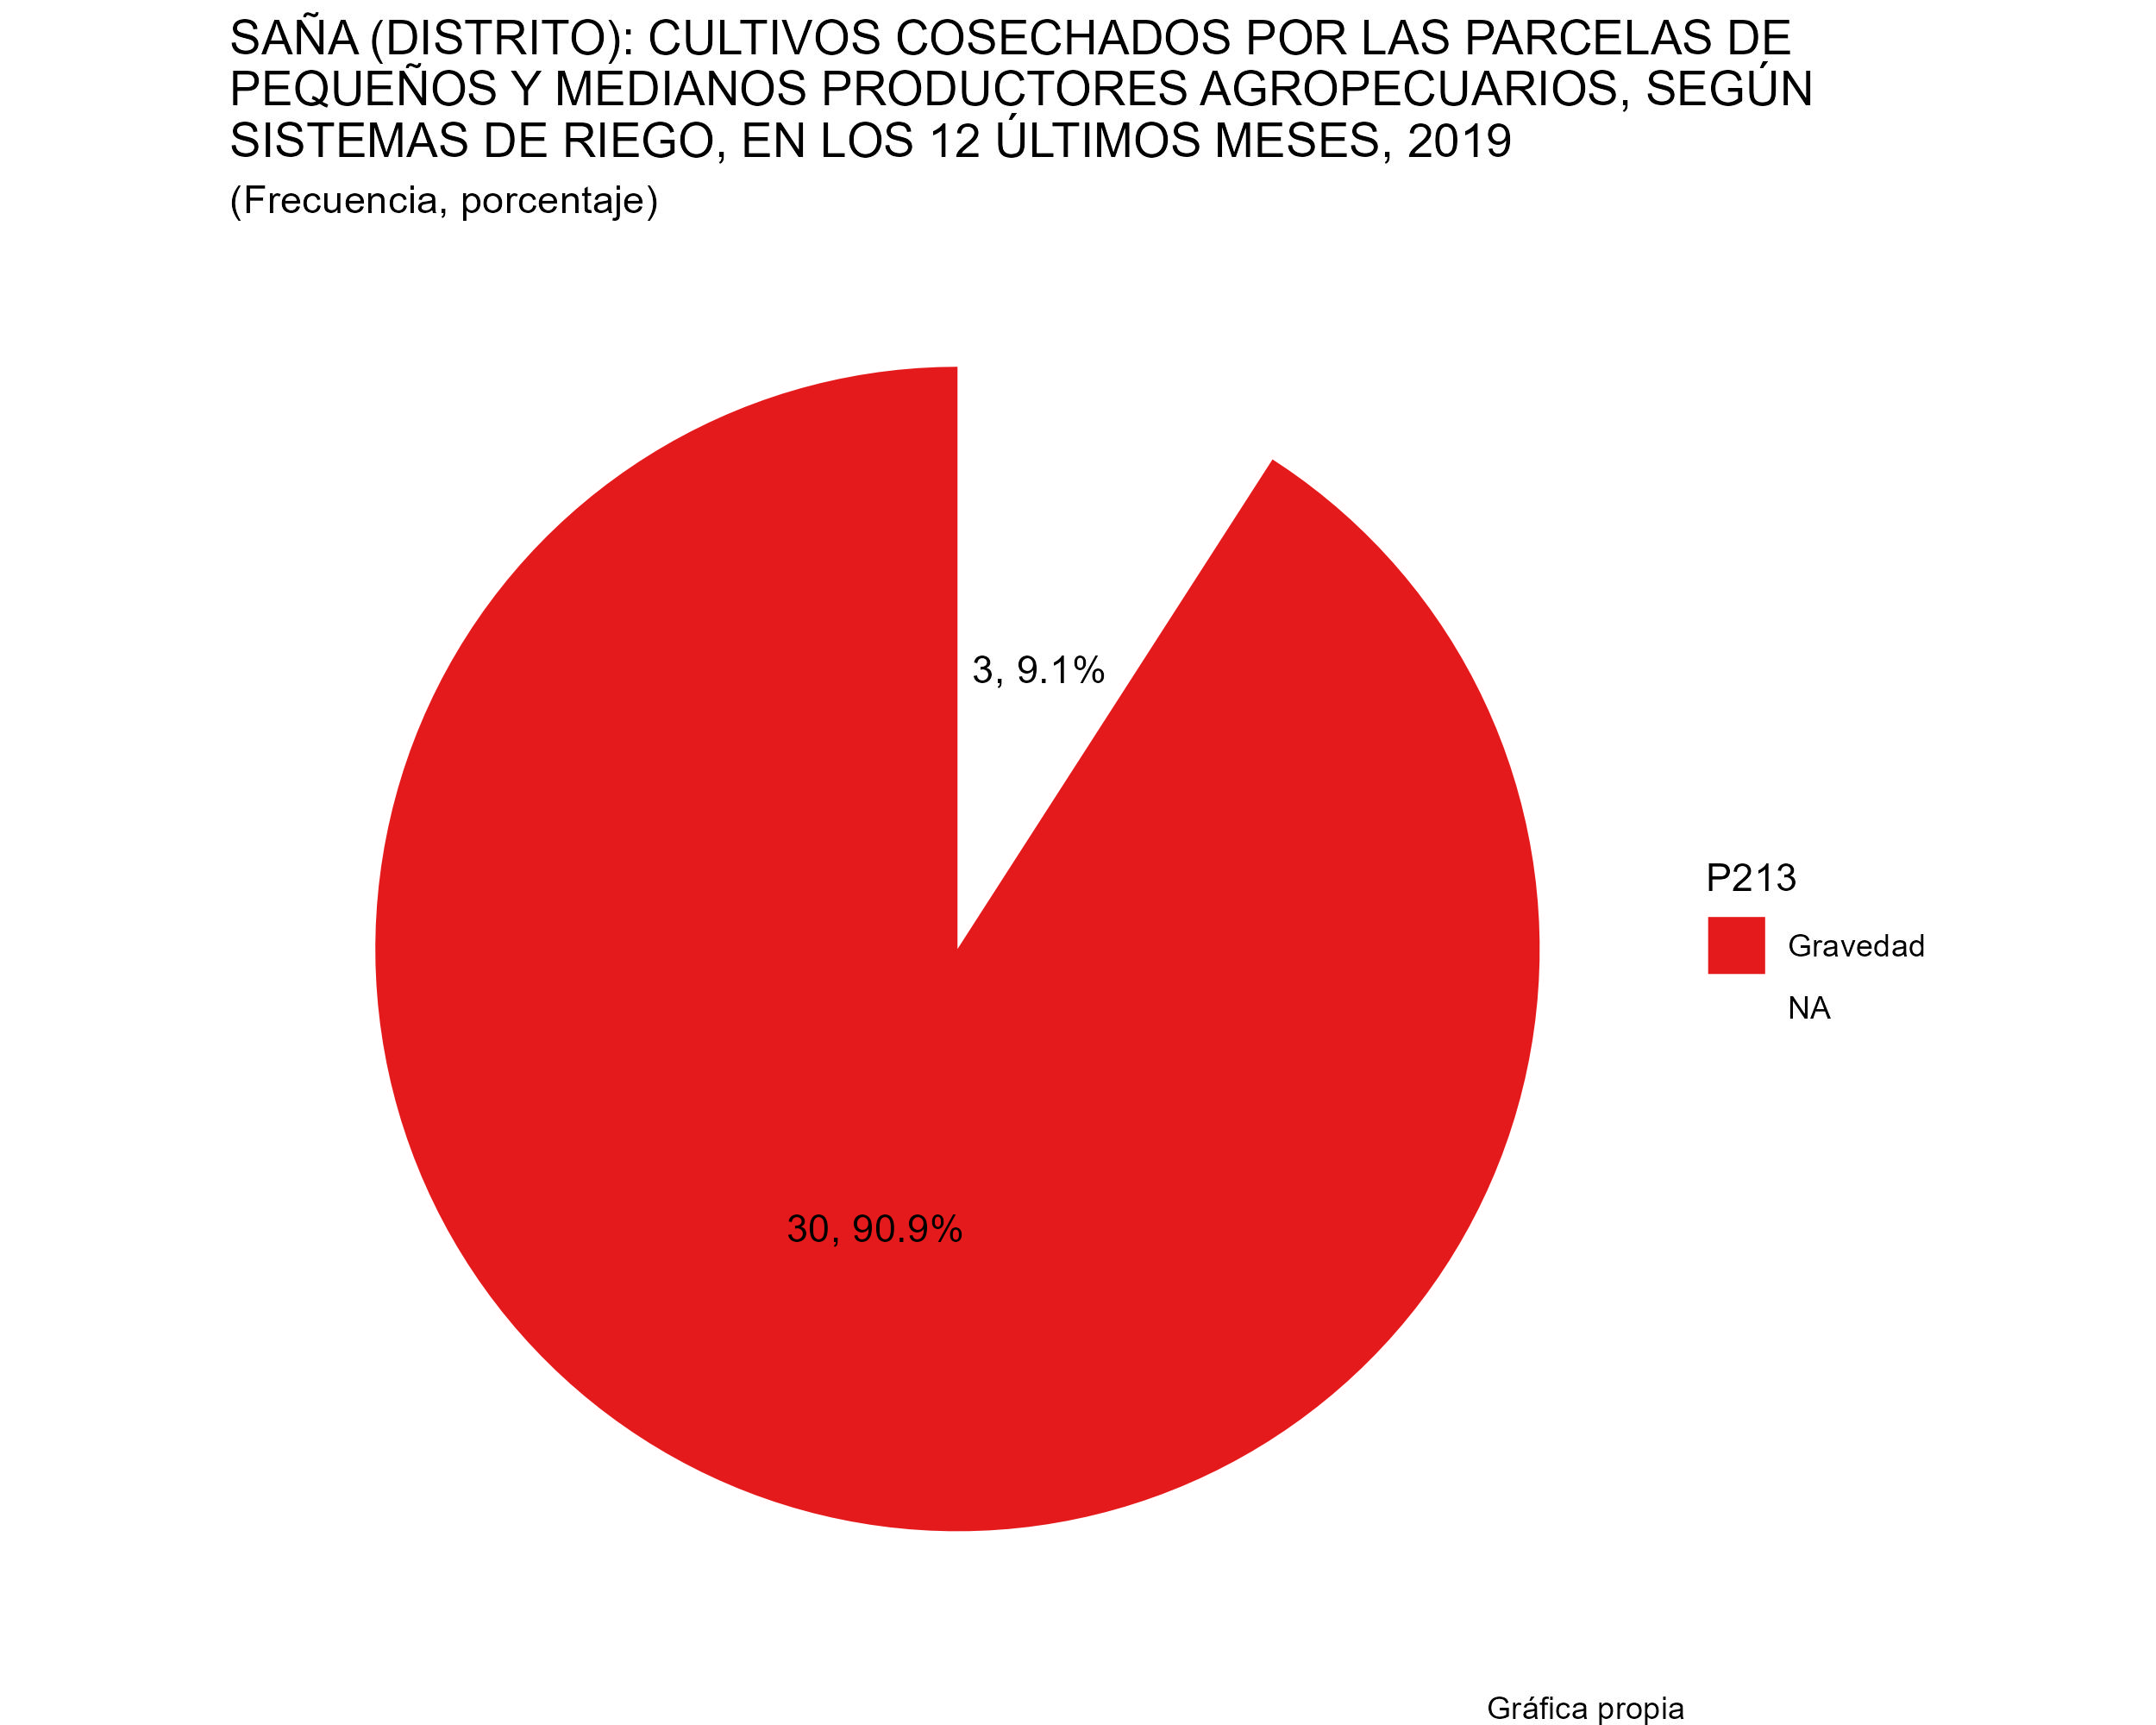 SAÑA (DISTRITO): CULTIVOS COSECHADOS POR LAS PARCELAS DE
PEQUEÑOS Y MEDIANOS PRODUCTORES AGROPECUARIOS, SEGÚN
SISTEMAS DE RIEGO, EN LOS 12 ÚLTIMOS MESES, 2019
(Frecuencia, porcentaje)
3, 9.1%
30, 90.9%
P213
Gravedad
NA
Gráfica propia